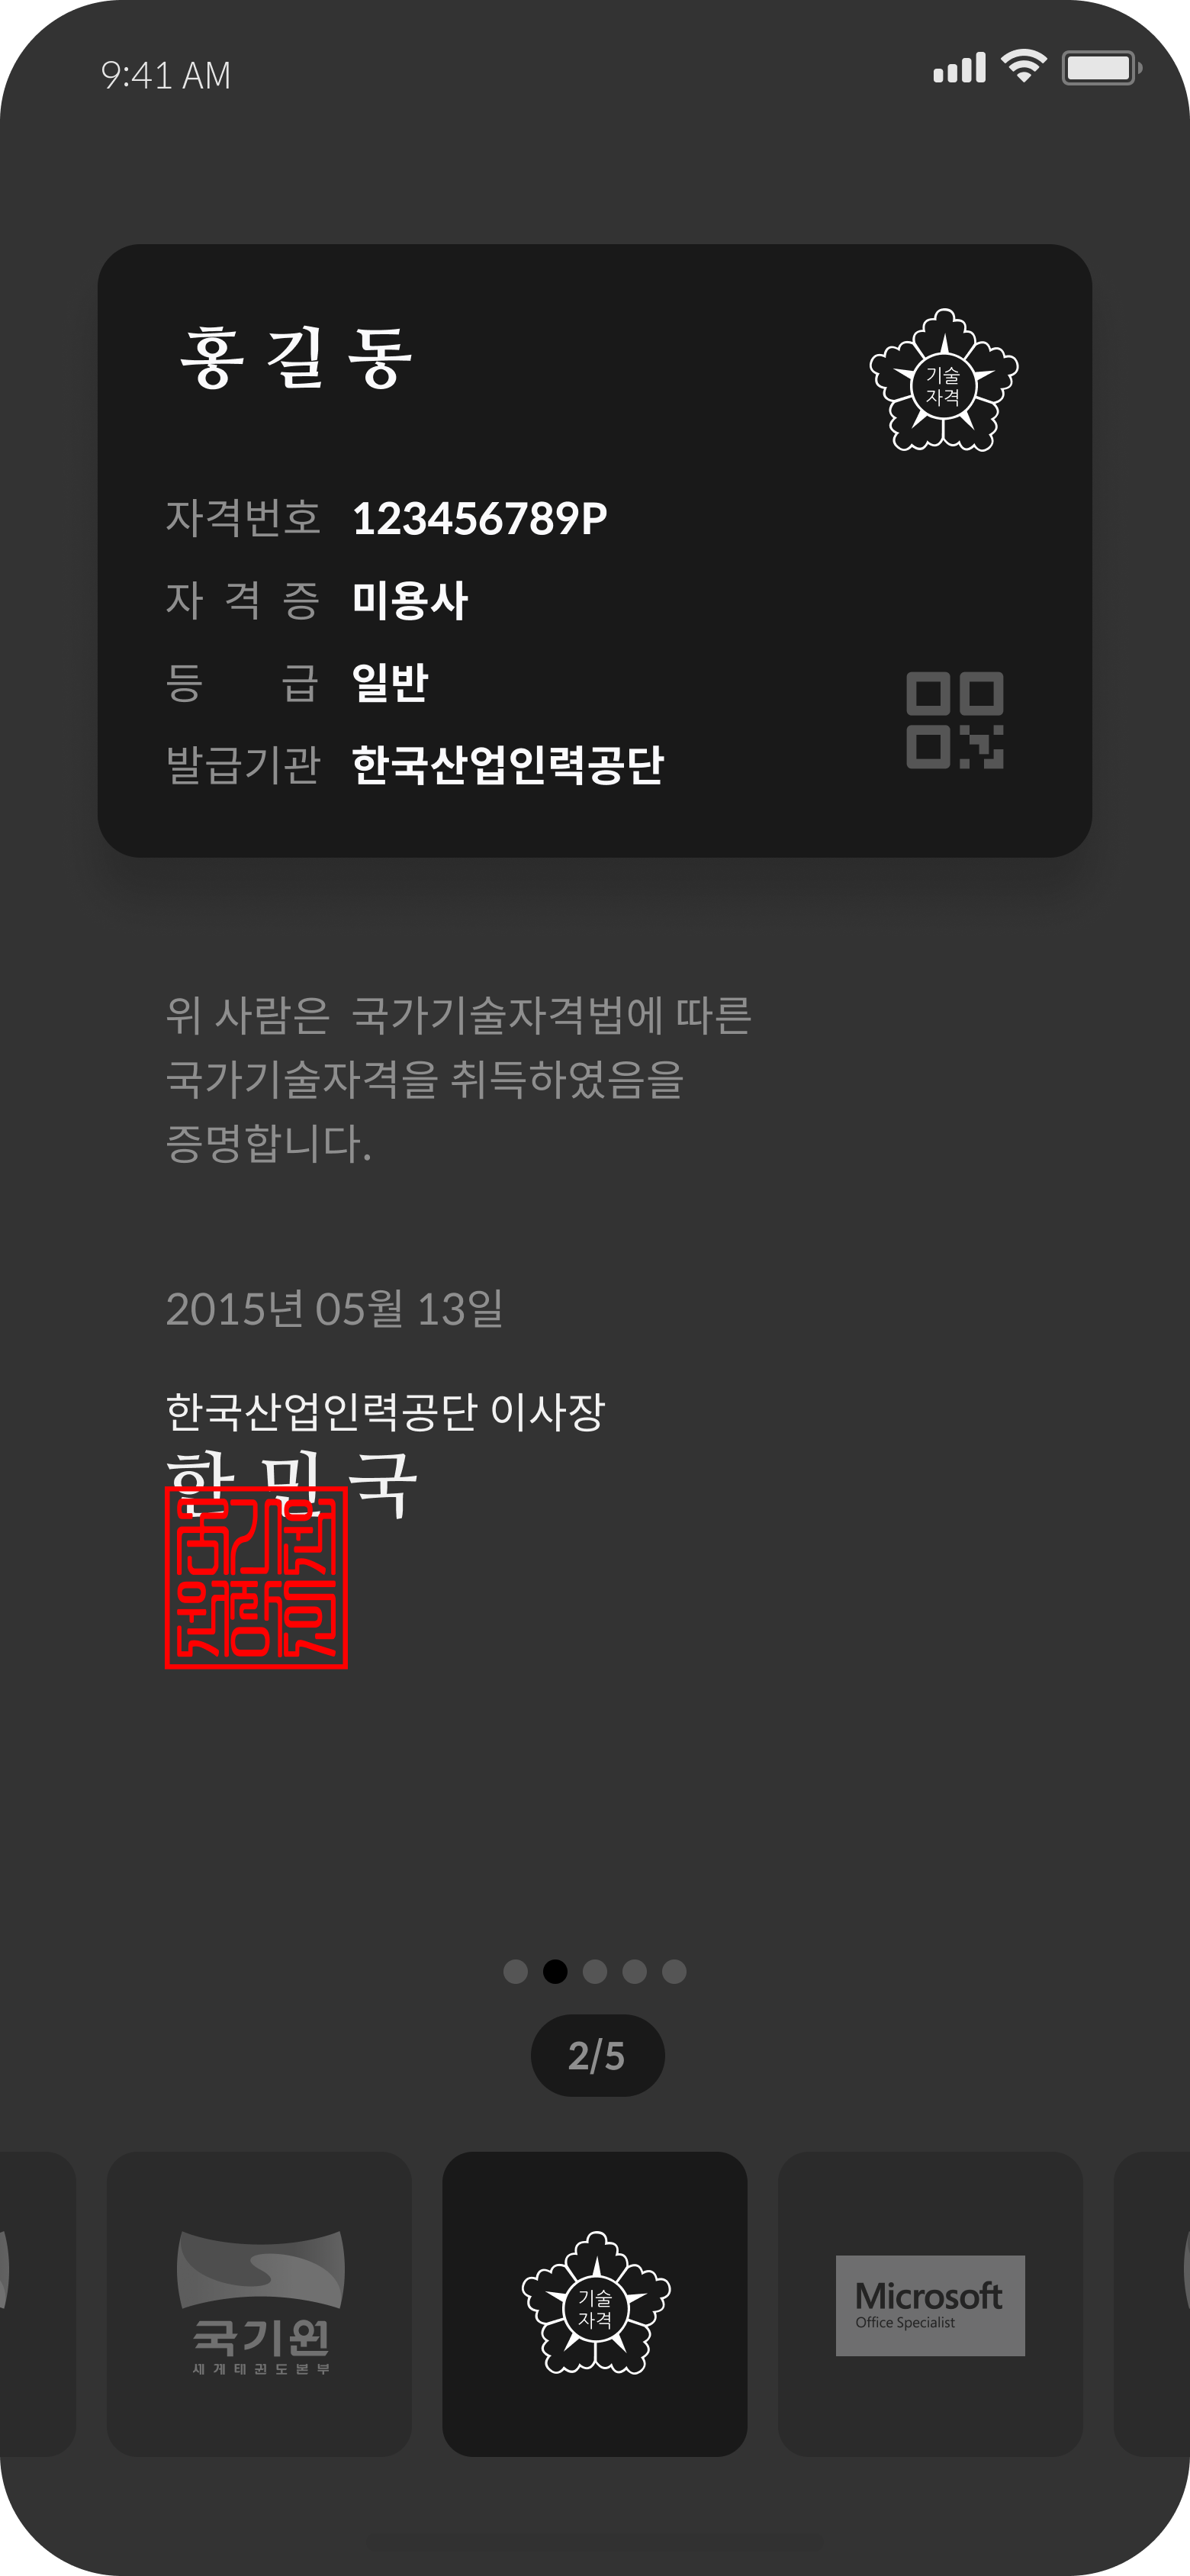 9:41 AM
홍 길 동
기술
자격
자격번호 123456789P
자 격 증 미용사
등 급 일반
발급기관 한국산업인력공단
위 사람은 국가기술자격법에 따른
국가기술자격을 취득하였음을
증명합니다.
2015년 05월 13일
한국산업인력공단 이사장
한 민 국
2/5
국기원
세계태권도본부
기술
자격
Microsoft
Office Specialist